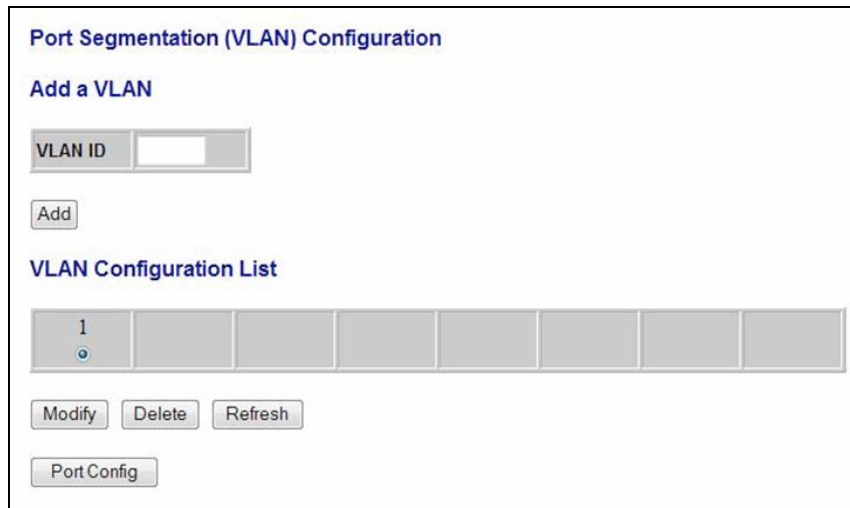 Port Segmentation (VLAN) Configuration
Add a VLAN
VLAN ID
Add
VLAN Configuration List
1
Modify Delete Refresh
Port Config